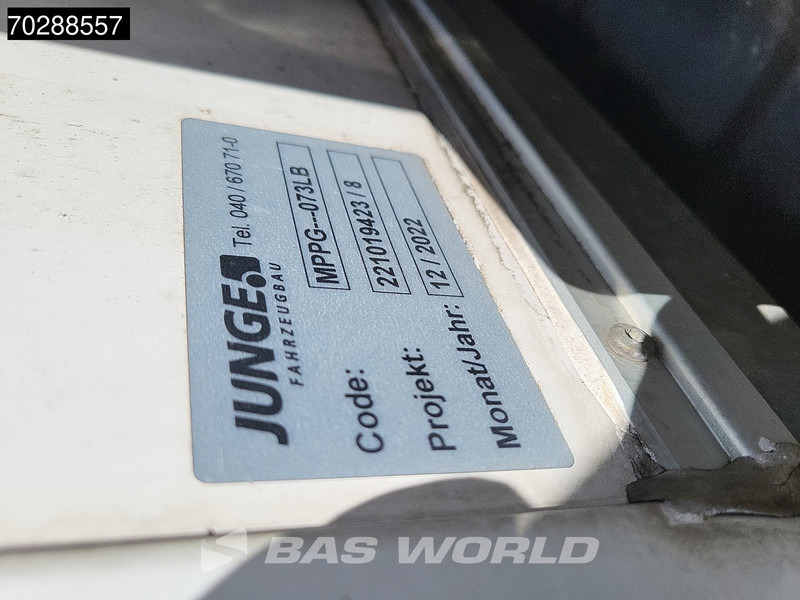 70288557
JUNGE
FAHRZEUGBAU
Tel. 040 / 670 71-0
Code: MPPG---073LB
Projekt: 221019423 / 8
Monat/Jahr: 12 / 2022
BAS WORLD